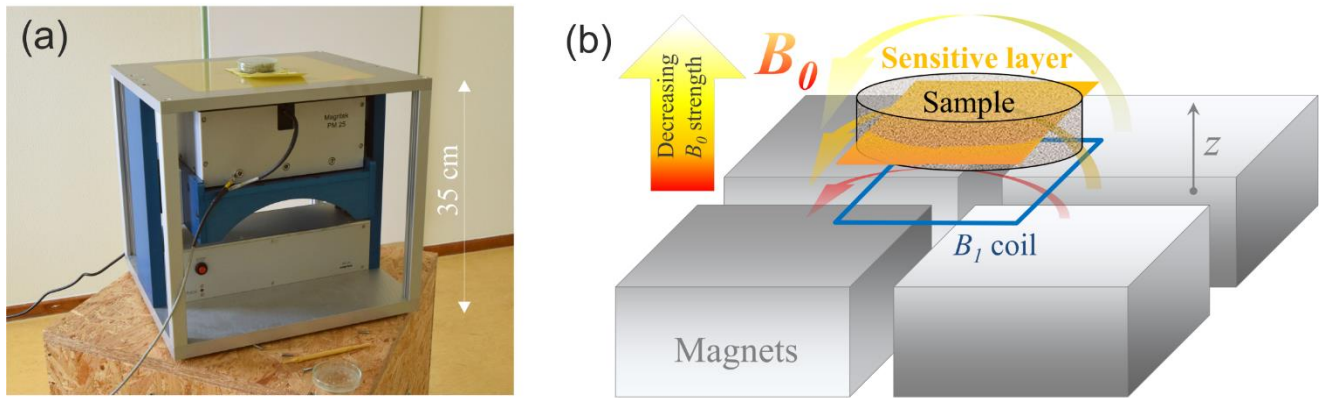 (a)
Magritek
PM 25
35 cm
(b)
Decreasing
B₀ strength
B₀
Sensitive layer
Sample
z
B₁ coil
Magnets